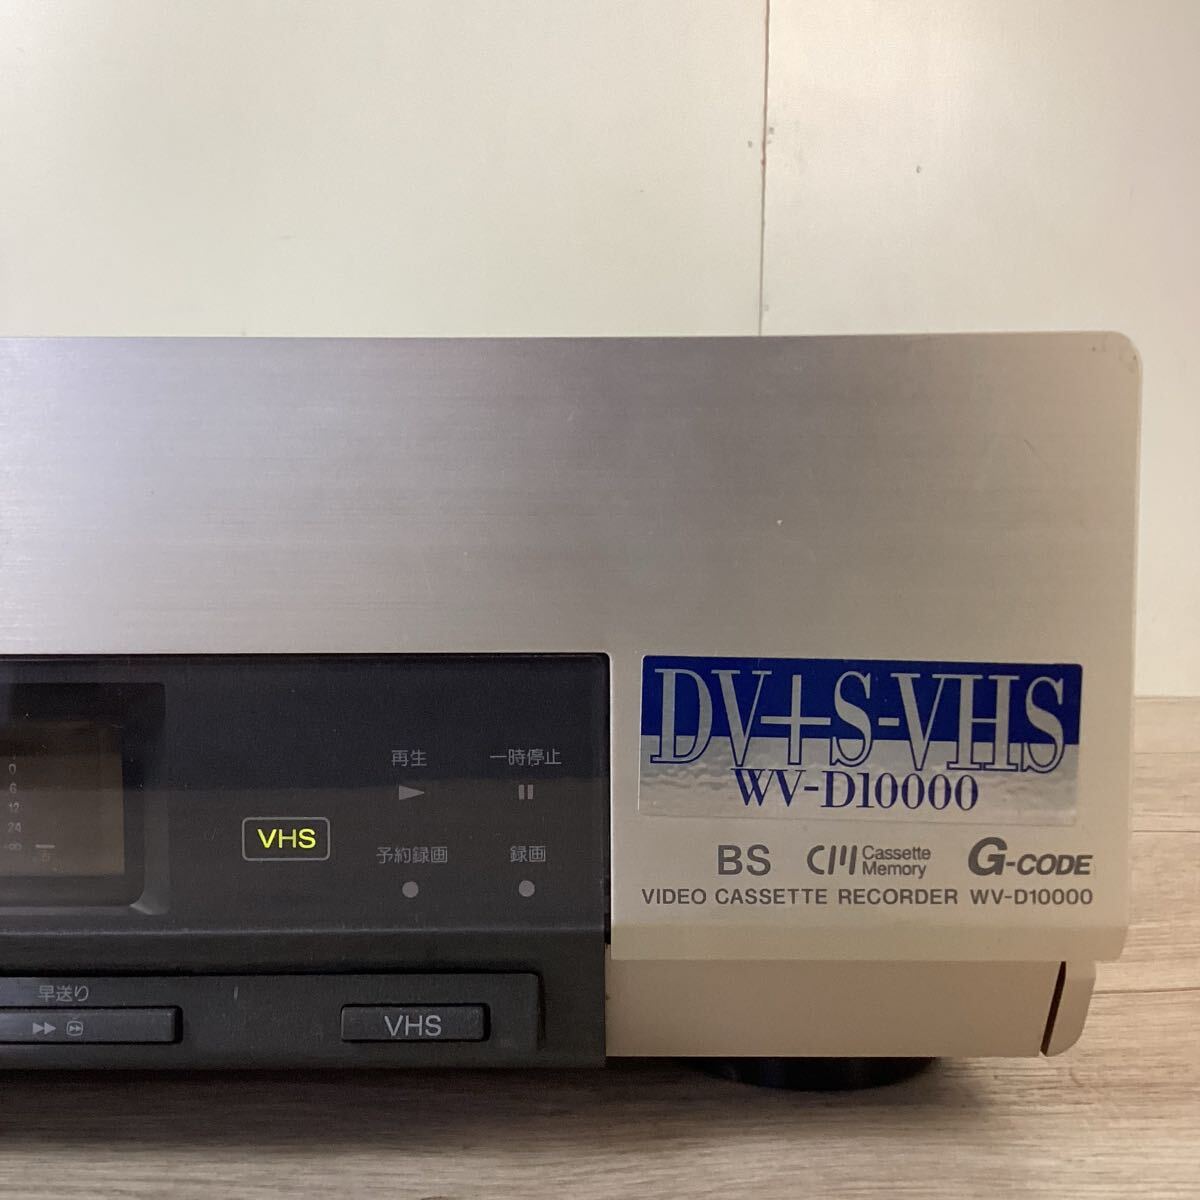 DV+S-VHS
WV-D10000
BS CM Cassette Memory G-CODE
VIDEO CASSETTE RECORDER WV-D10000
再生 一時停止
VHS
予約録画 録画
0
6
12
24
-∞
早送り
VHS